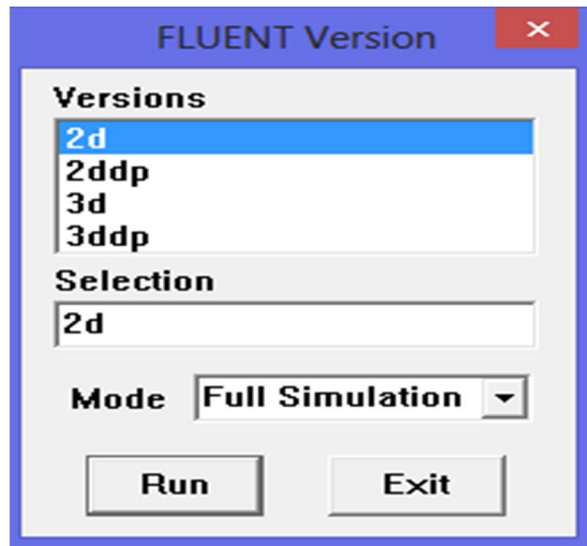 FLUENT Version
Versions
2d
2ddp
3d
3ddp
Selection
2d
Mode Full Simulation
Run Exit